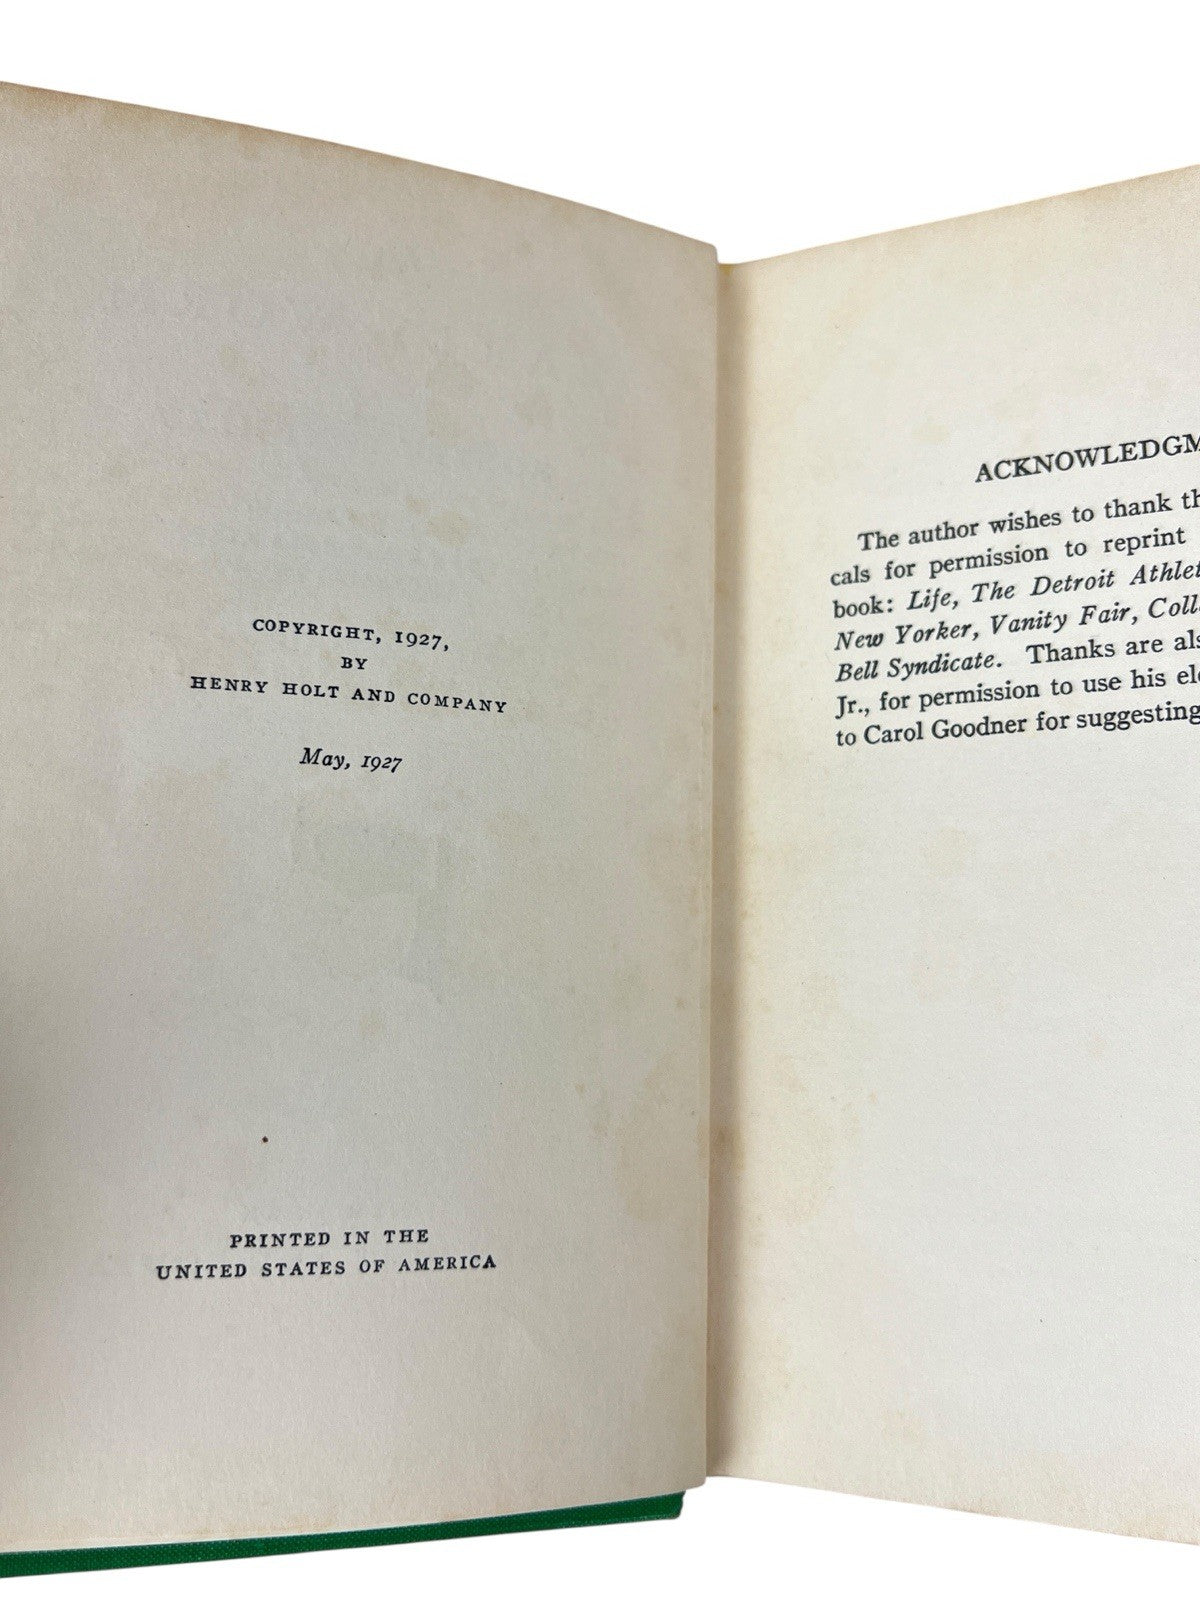 COPYRIGHT, 1927,
BY
HENRY HOLT AND COMPANY
May, 1927
PRINTED IN THE
UNITED STATES OF AMERICA
ACKNOWLEDGM
The author wishes to thank th
cals for permission to reprint
book: Life, The Detroit Athlet
New Yorker, Vanity Fair, Coll
Bell Syndicate. Thanks are als
Jr., for permission to use his el
to Carol Goodner for suggesting